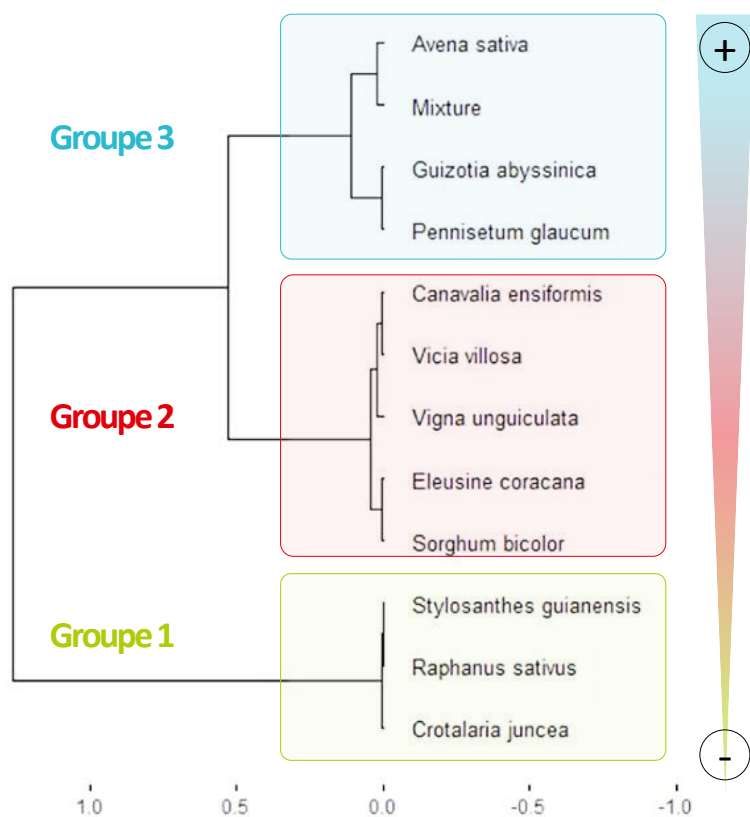 Avena sativa
+
Mixture
Groupe 3
Guizotia abyssinica
Pennisetum glaucum
Canavalia ensiformis
Vicia villosa
Groupe 2
Vigna unguiculata
Eleusine coracana
Sorghum bicolor
Stylosanthes guianensis
Groupe 1
Raphanus sativus
Crotalaria juncea
-
1.0 0.5 0.0 -0.5 -1.0